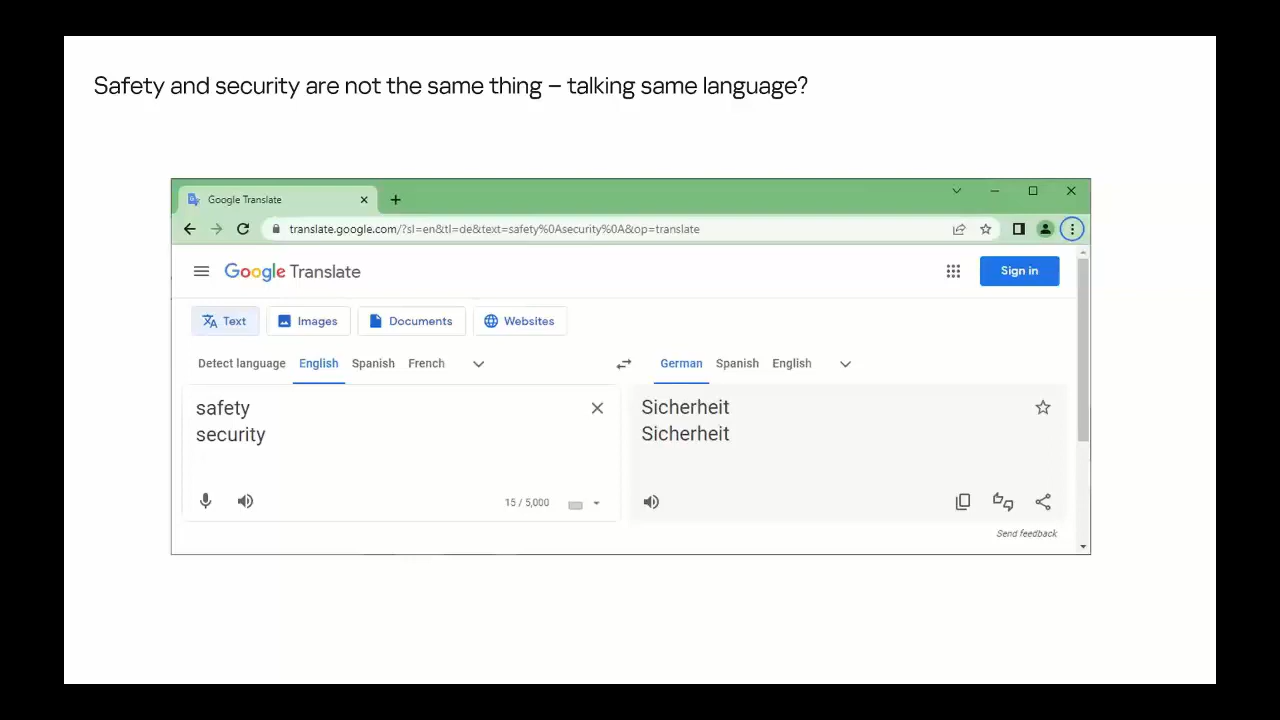 Safety and security are not the same thing – talking same language?
Google Translate
translate.google.com/?sl=en&tl=de&text=safety%0Asecurity%0A&op=translate
Google Translate
Sign in
Text Images Documents Websites
Detect language English Spanish French German Spanish English
safety
security
15 / 5,000
Sicherheit
Sicherheit
Send feedback